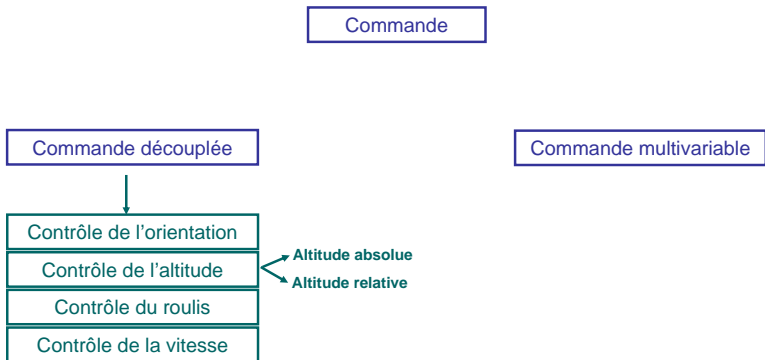 Commande
Commande découplée
Commande multivariable
Contrôle de l’orientation
Contrôle de l’altitude
Altitude absolue
Altitude relative
Contrôle du roulis
Contrôle de la vitesse